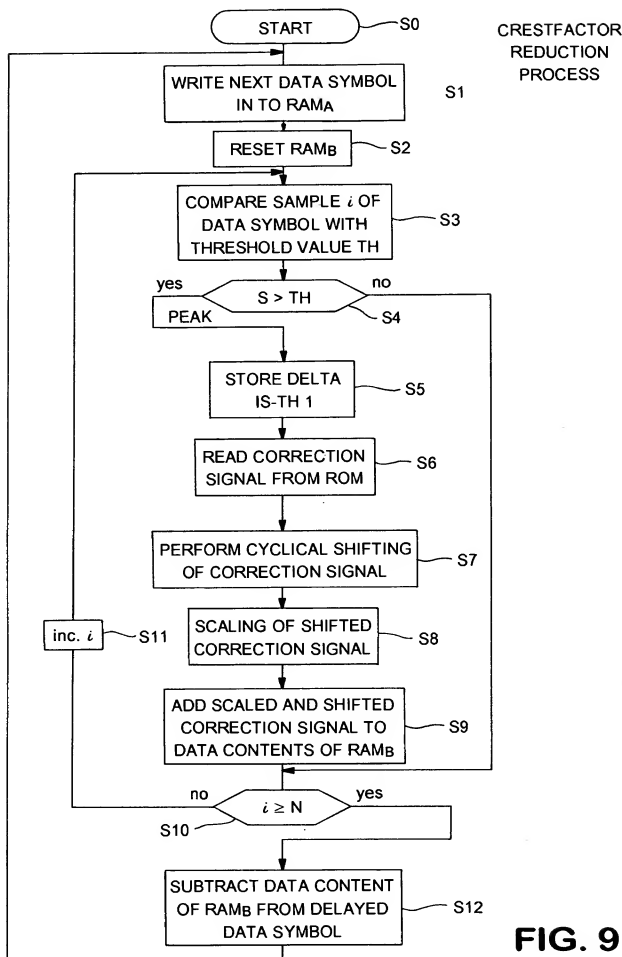 START
S0
CRESTFACTOR
REDUCTION
PROCESS
WRITE NEXT DATA SYMBOL
IN TO RAMA
S1
RESET RAMB
S2
COMPARE SAMPLE i OF
DATA SYMBOL WITH
THRESHOLD VALUE TH
S3
yes
S > TH
no
S4
PEAK
STORE DELTA
IS-TH 1
S5
READ CORRECTION
SIGNAL FROM ROM
S6
PERFORM CYCLICAL SHIFTING
OF CORRECTION SIGNAL
S7
inc. i
S11
SCALING OF SHIFTED
CORRECTION SIGNAL
S8
ADD SCALED AND SHIFTED
CORRECTION SIGNAL TO
DATA CONTENTS OF RAMB
S9
no
i ≥ N
yes
S10
SUBTRACT DATA CONTENT
OF RAMB FROM DELAYED
DATA SYMBOL
S12
FIG. 9